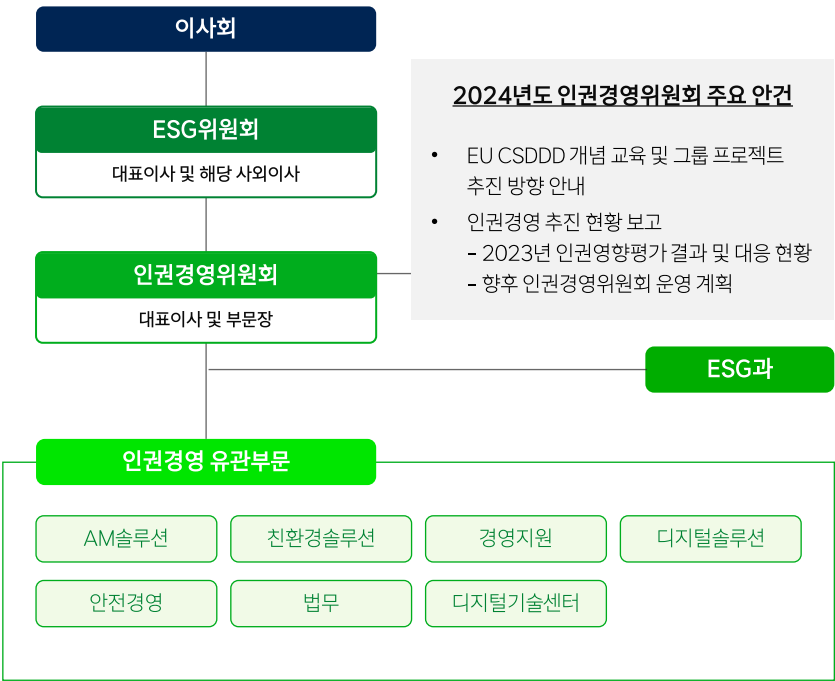 이사회
ESG위원회
대표이사 및 해당 사외이사
인권경영위원회
대표이사 및 부문장
2024년도 인권경영위원회 주요 안건
• EU CSDDD 개념 교육 및 그룹 프로젝트
추진 방향 안내
• 인권경영 추진 현황 보고
- 2023년 인권영향평가 결과 및 대응 현황
- 향후 인권경영위원회 운영 계획
ESG과
인권경영 유관부문
AM솔루션
친환경솔루션
경영지원
디지털솔루션
안전경영
법무
디지털기술센터